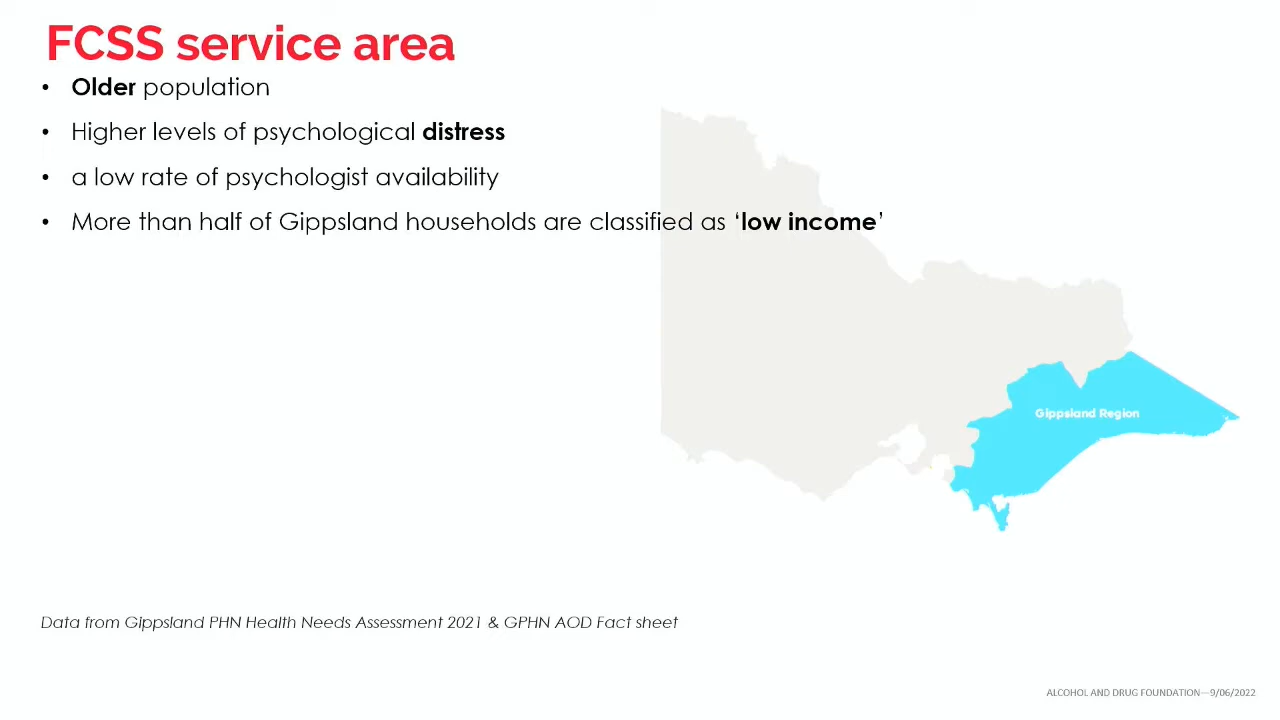 FCSS service area
• Older population
• Higher levels of psychological distress
• a low rate of psychologist availability
• More than half of Gippsland households are classified as ‘low income’
Gippsland Region
Data from Gippsland PHN Health Needs Assessment 2021 & GPHN AOD Fact sheet
ALCOHOL AND DRUG FOUNDATION—9/06/2022